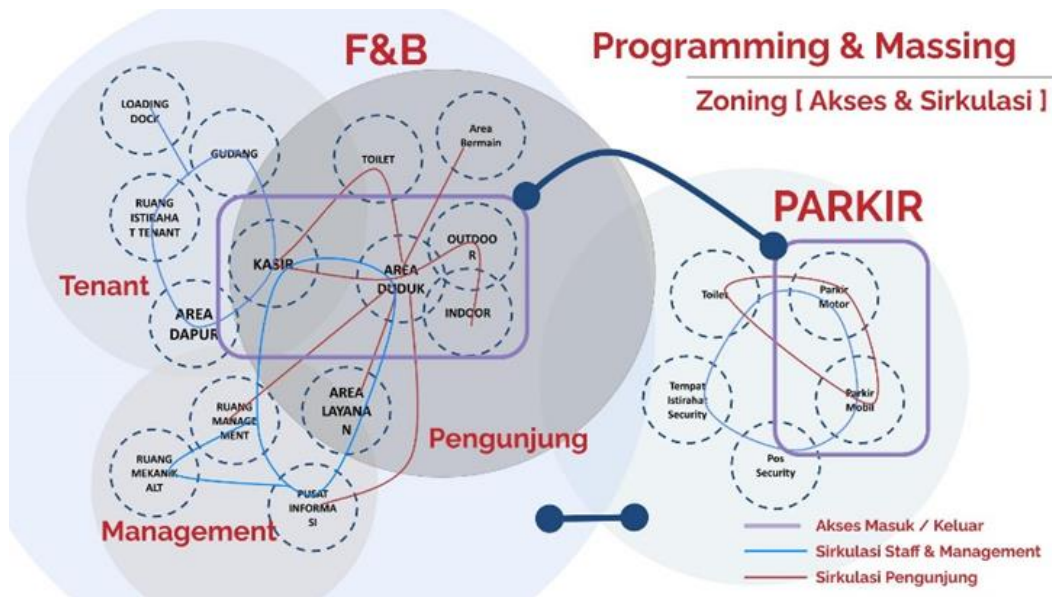 F&B
Programming & Massing
Zoning [ Akses & Sirkulasi ]
LOADING
DOCK
GUDANG
TOILET
Area
Bermain
RUANG
ISTIRAHA
T TENANT
KASIR
AREA
DUDUK
OUTDOO
R
INDOOR
Tenant
AREA
DAPUR
PARKIR
Toilet
Parkir
Motor
Tempat
Istirahat
Security
Parkir
Mobil
Pos
Security
RUANG
MANAGE
MENT
AREA
LAYANA
N
Pengunjung
RUANG
MEKANIK
ALT
PUSAT
INFORMA
SI
Management
Akses Masuk / Keluar
Sirkulasi Staff & Management
Sirkulasi Pengunjung